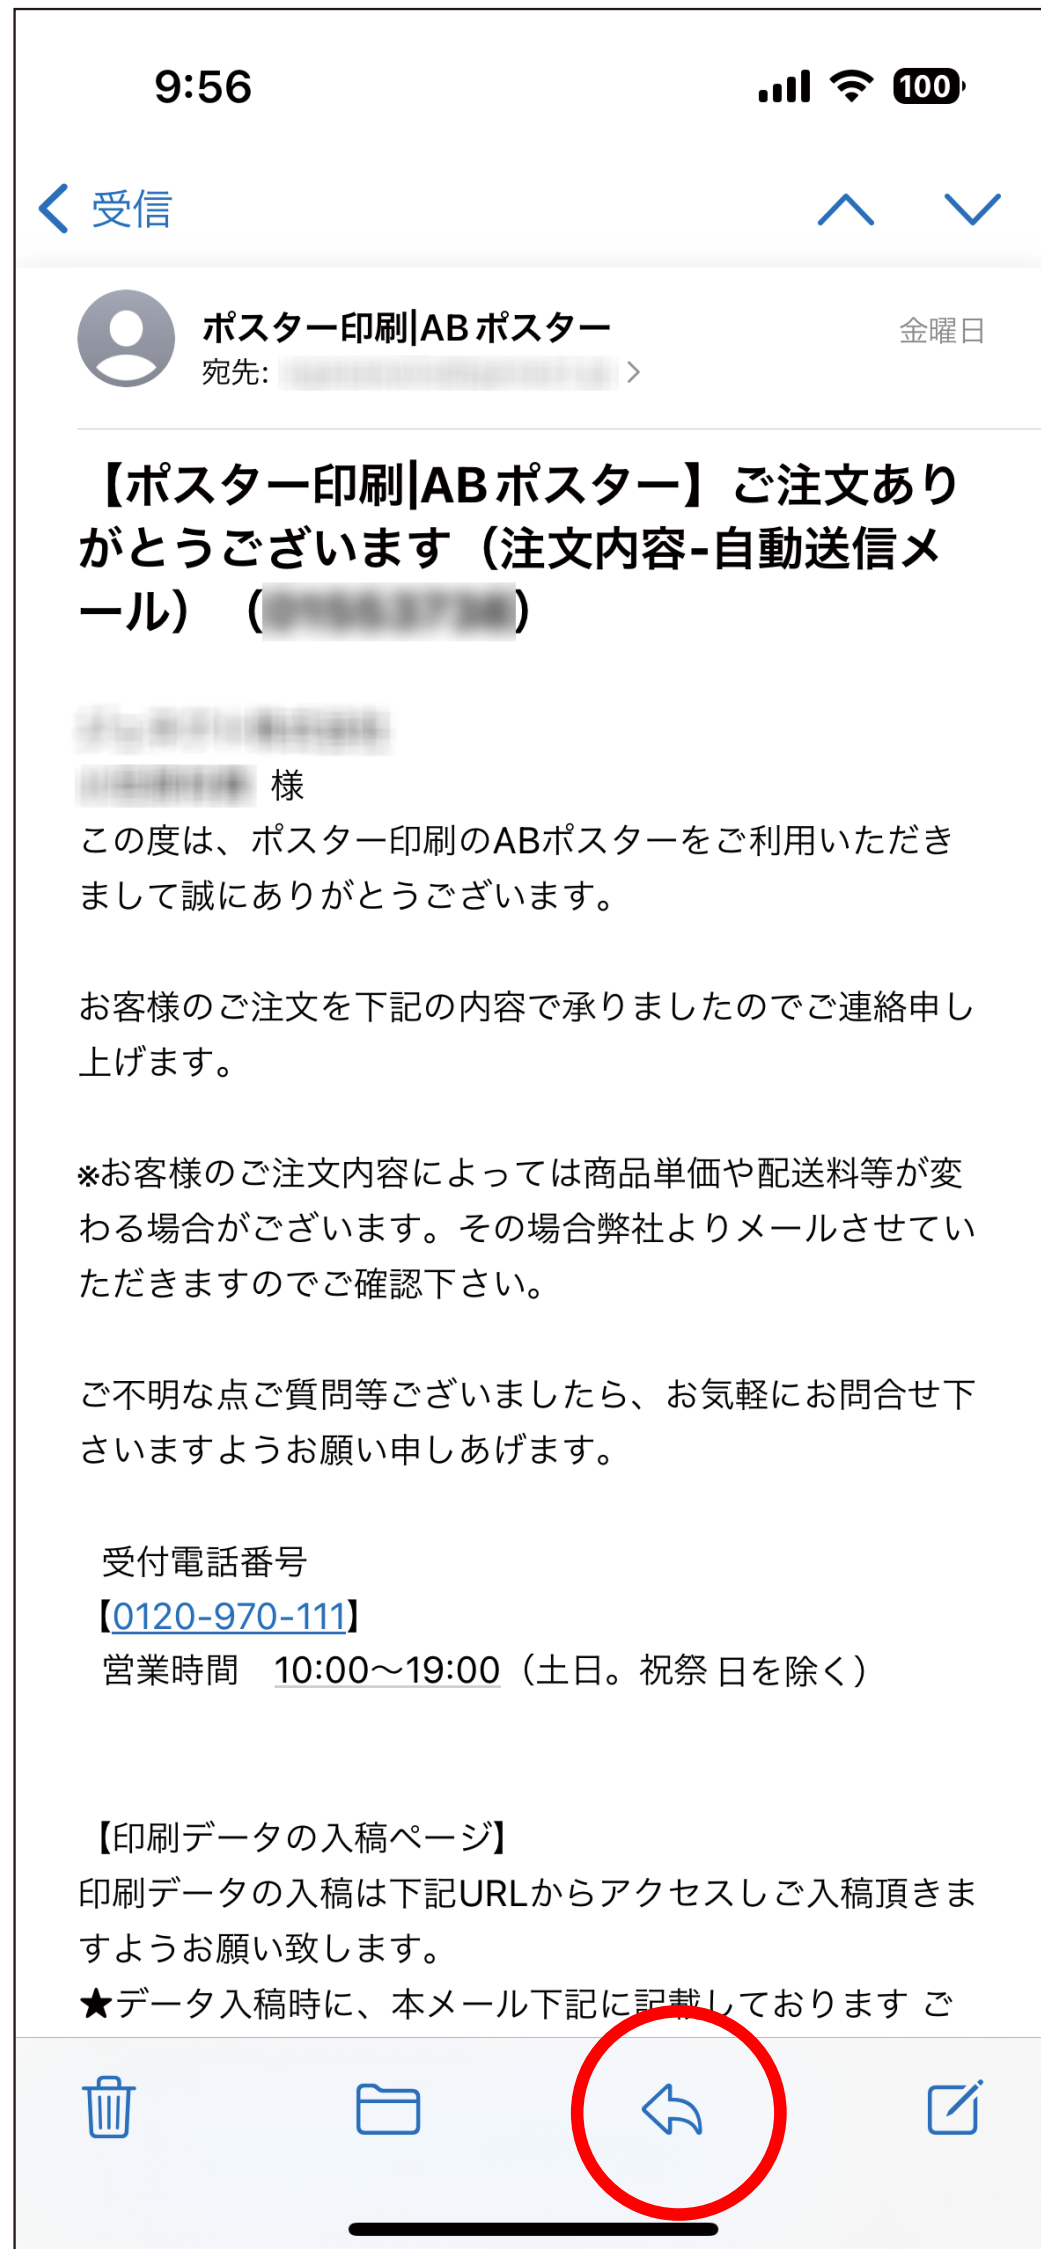 9:56
100
受信
ポスター印刷|ABポスター
金曜日
宛先:
【ポスター印刷|ABポスター】ご注文あり
がとうございます（注文内容-自動送信メ
ール）（）
様
この度は、ポスター印刷のABポスターをご利用いただき
まして誠にありがとうございます。
お客様のご注文を下記の内容で承りましたのでご連絡申し
上げます。
※お客様のご注文内容によっては商品単価や配送料等が変
わる場合がございます。その場合弊社よりメールさせてい
ただきますのでご確認下さい。
ご不明な点ご質問等ございましたら、お気軽にお問合せ下
さいますようお願い申しあげます。
受付電話番号
【0120-970-111】
営業時間　10:00〜19:00（土日。祝祭日を除く）
【印刷データの入稿ページ】
印刷データの入稿は下記URLからアクセスしご入稿頂きま
すようお願い致します。
★データ入稿時に、本メール下記に記載しております ご